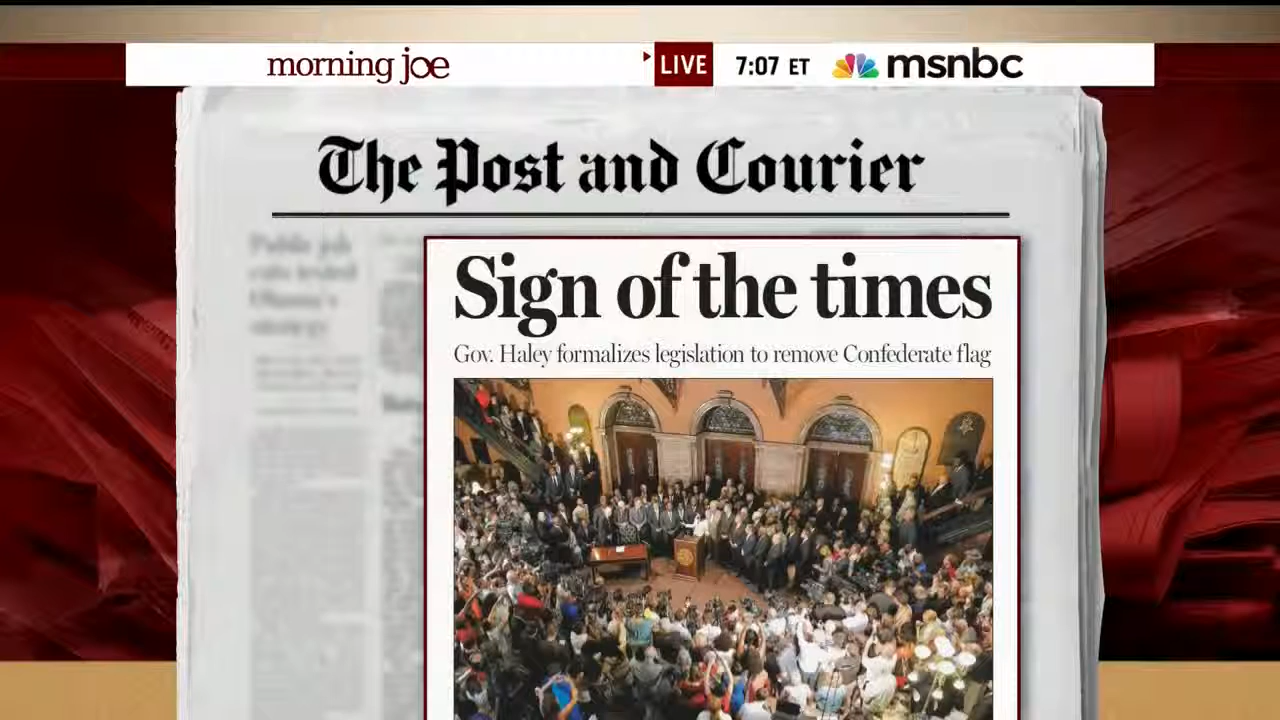 morning joe
LIVE
7:07 ET
msnbc
The Post and Courier
Sign of the times
Gov. Haley formalizes legislation to remove Confederate flag